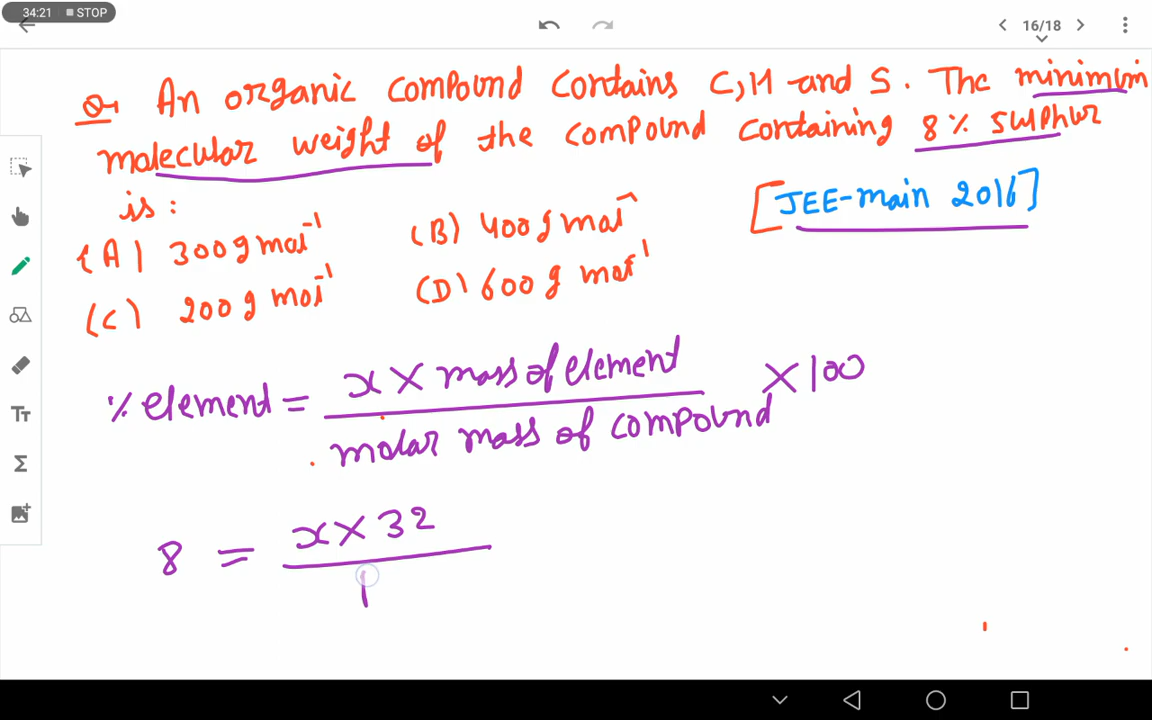 34:21 STOP
16/18
Q. An organic compound contains C,H and S. The minimum
molecular weight of the compound containing 8% sulphur
is:
[JEE-main 2016]
(A) 300 g mol⁻¹ (B) 400 g mol⁻¹
(C) 200 g mol⁻¹ (D) 600 g mol⁻¹
% element = x × mass of element / molar mass of compound × 100
8 = x × 32
Tт
Σ